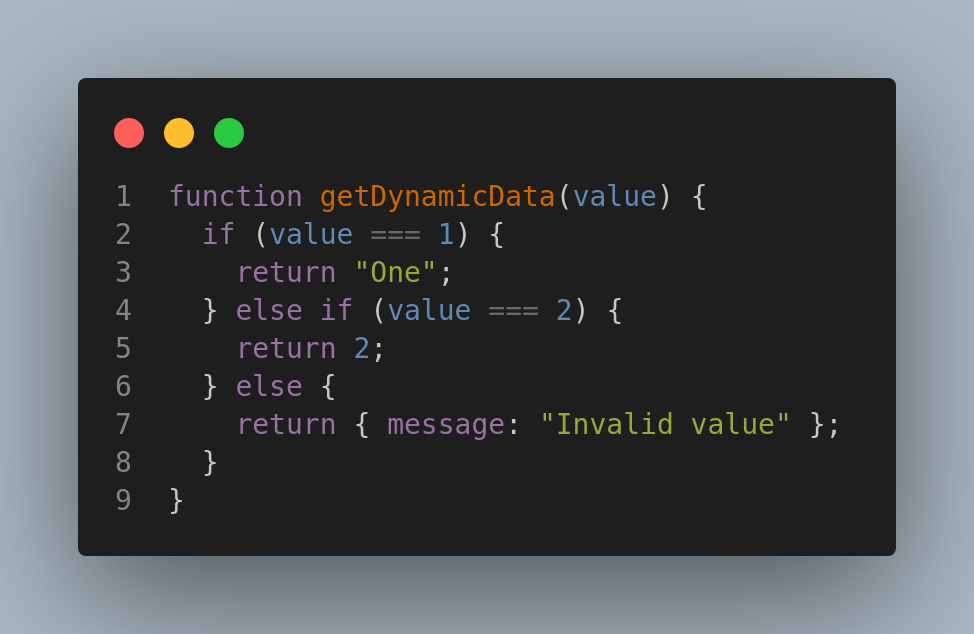 1 function getDynamicData(value) {
2   if (value === 1) {
3     return "One";
4   } else if (value === 2) {
5     return 2;
6   } else {
7     return { message: "Invalid value" };
8   }
9 }